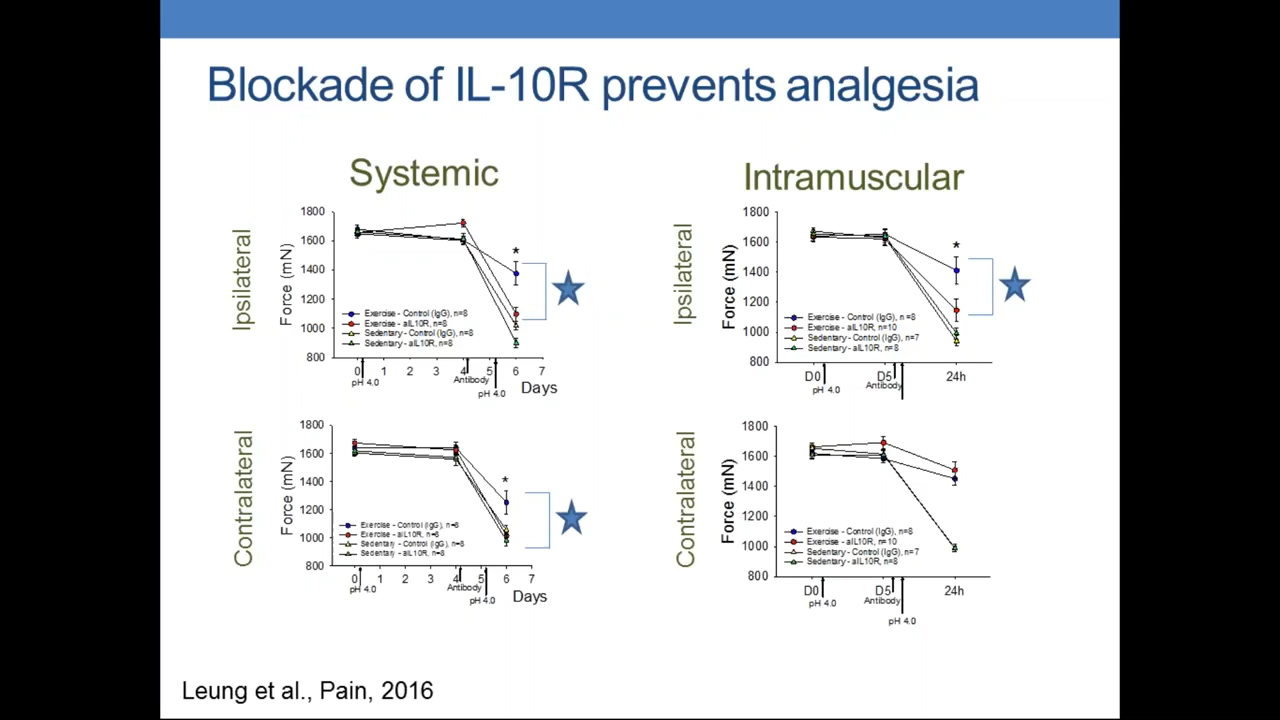 Blockade of IL-10R prevents analgesia
Systemic
Intramuscular
Ipsilateral
Force (mN)
1800
1600
1400
1200
1000
800
Exercise - Control (IgG), n=8
Exercise - aIL10R, n=8
Sedentary - Control (IgG), n=8
Sedentary - aIL10R, n=8
*
0 1 2 3 4 5 6 7
pH 4.0
Antibody
pH 4.0
Days
Ipsilateral
Force (mN)
1800
1600
1400
1200
1000
800
Exercise - Control (IgG), n=8
Exercise - aIL10R, n=10
Sedentary - Control (IgG), n=7
Sedentary - aIL10R, n=8
*
D0 D5 24h
pH 4.0
Antibody
Contralateral
Force (mN)
1800
1600
1400
1200
1000
800
Exercise - Control (IgG), n=8
Exercise - aIL10R, n=8
Sedentary - Control (IgG), n=8
Sedentary - aIL10R, n=8
*
0 1 2 3 4 5 6 7
pH 4.0
Antibody
pH 4.0
Days
Contralateral
Force (mN)
1800
1600
1400
1200
1000
800
Exercise - Control (IgG), n=8
Exercise - aIL10R, n=10
Sedentary - Control (IgG), n=7
Sedentary - aIL10R, n=8
D0 D5 24h
pH 4.0
Antibody
pH 4.0
Leung et al., Pain, 2016